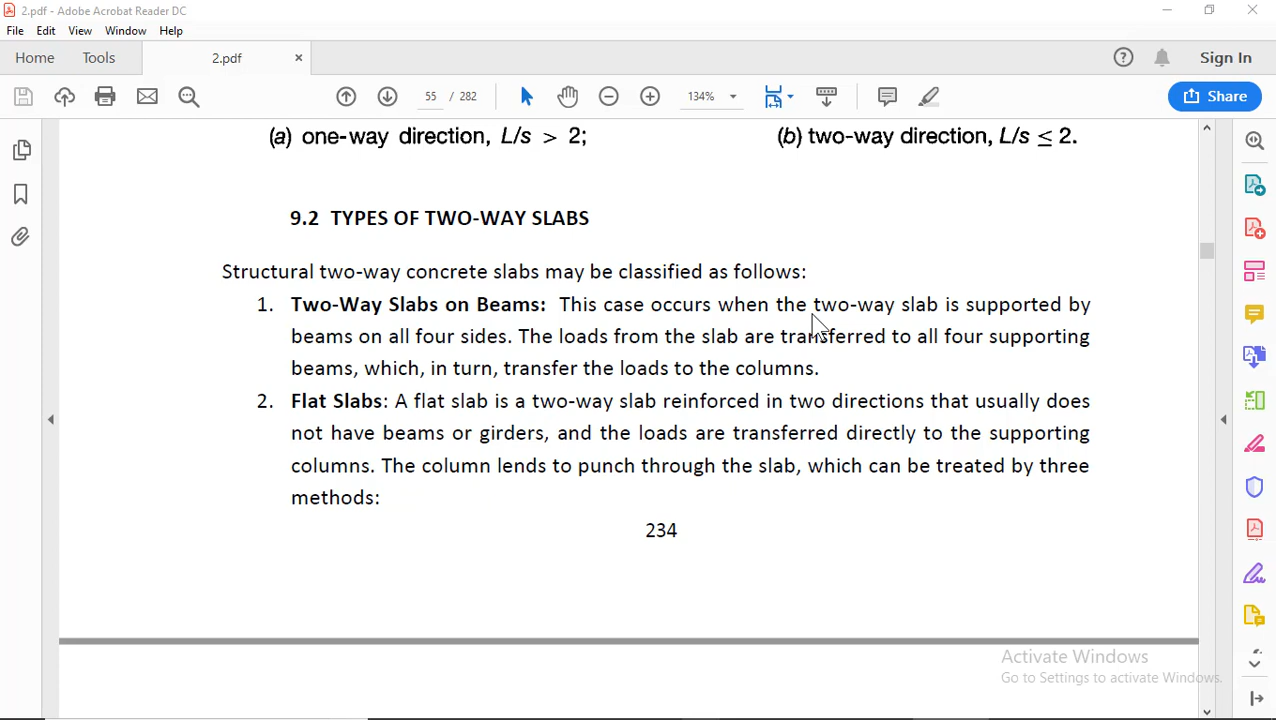 2.pdf - Adobe Acrobat Reader DC
File Edit View Window Help
Home Tools 2.pdf × Sign In
55 / 282 134% Share
(a) one-way direction, L/s > 2; (b) two-way direction, L/s ≤ 2.
9.2 TYPES OF TWO-WAY SLABS
Structural two-way concrete slabs may be classified as follows:
1. Two-Way Slabs on Beams: This case occurs when the two-way slab is supported by
beams on all four sides. The loads from the slab are transferred to all four supporting
beams, which, in turn, transfer the loads to the columns.
2. Flat Slabs: A flat slab is a two-way slab reinforced in two directions that usually does
not have beams or girders, and the loads are transferred directly to the supporting
columns. The column lends to punch through the slab, which can be treated by three
methods:
234
Activate Windows
Go to Settings to activate Windows.